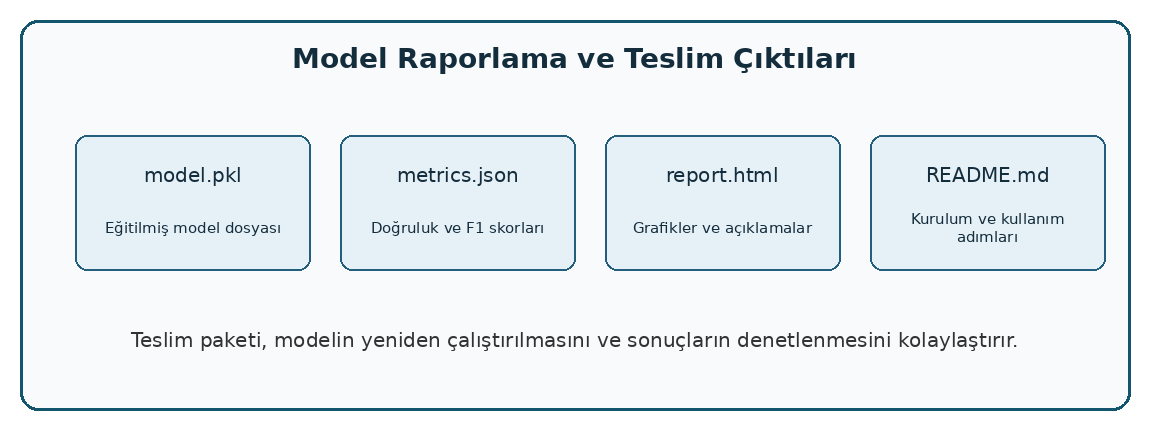 Model Raporlama ve Teslim Çıktıları
model.pkl
Eğitilmiş model dosyası
metrics.json
Doğruluk ve F1 skorları
report.html
Grafikler ve açıklamalar
README.md
Kurulum ve kullanım
adımları
Teslim paketi, modelin yeniden çalıştırılmasını ve sonuçların denetlenmesini kolaylaştırır.